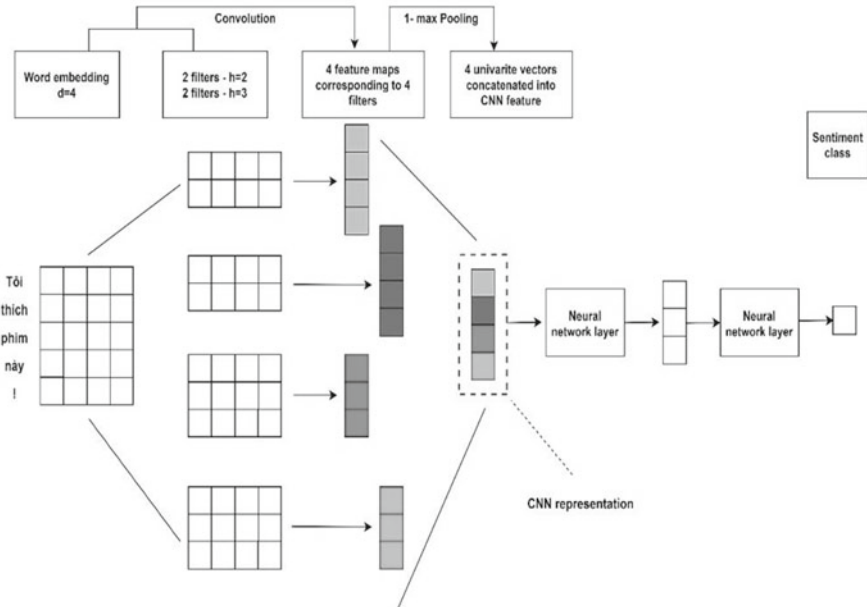 Convolution
1- max Pooling
Word embedding
d=4
2 filters - h=2
2 filters - h=3
4 feature maps
corresponding to 4
filters
4 univarite vectors
concatenated into
CNN feature
Sentiment
class
Tôi
thích
phim
này
!
Neural
network layer
Neural
network layer
CNN representation